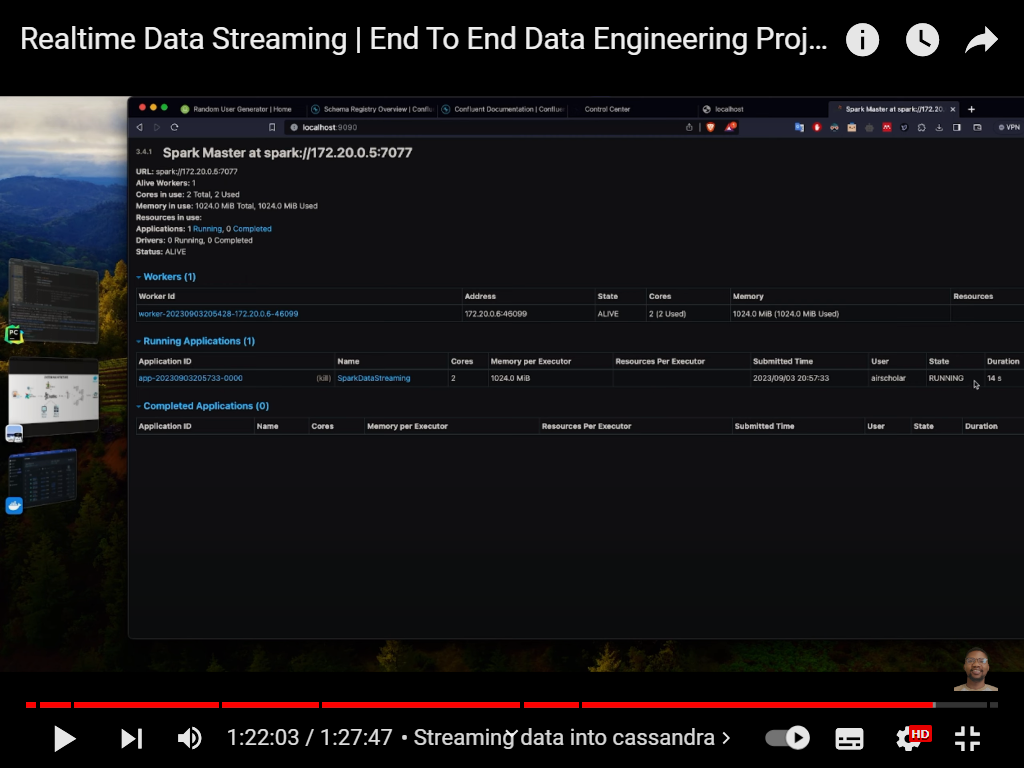 Realtime Data Streaming | End To End Data Engineering Proj...
Random User Generator | Home
Schema Registry Overview | Conflu
Confluent Documentation | Confluen
Control Center
localhost
Spark Master at spark://172.20.
localhost:9090
VPN
3.4.1 Spark Master at spark://172.20.0.5:7077
URL: spark://172.20.0.5:7077
Alive Workers: 1
Cores in use: 2 Total, 2 Used
Memory in use: 1024.0 MiB Total, 1024.0 MiB Used
Resources in use:
Applications: 1 Running, 0 Completed
Drivers: 0 Running, 0 Completed
Status: ALIVE
Workers (1)
Worker Id Address State Cores Memory Resources
worker-20230903205428-172.20.0.6-46099 172.20.0.6:46099 ALIVE 2 (2 Used) 1024.0 MiB (1024.0 MiB Used)
Running Applications (1)
Application ID Name Cores Memory per Executor Resources Per Executor Submitted Time User State Duration
app-20230903205733-0000 (kill) SparkDataStreaming 2 1024.0 MiB 2023/09/03 20:57:33 airscholar RUNNING 14 s
Completed Applications (0)
Application ID Name Cores Memory per Executor Resources Per Executor Submitted Time User State Duration
PC
1:22:03 / 1:27:47 • Streaming data into cassandra
HD